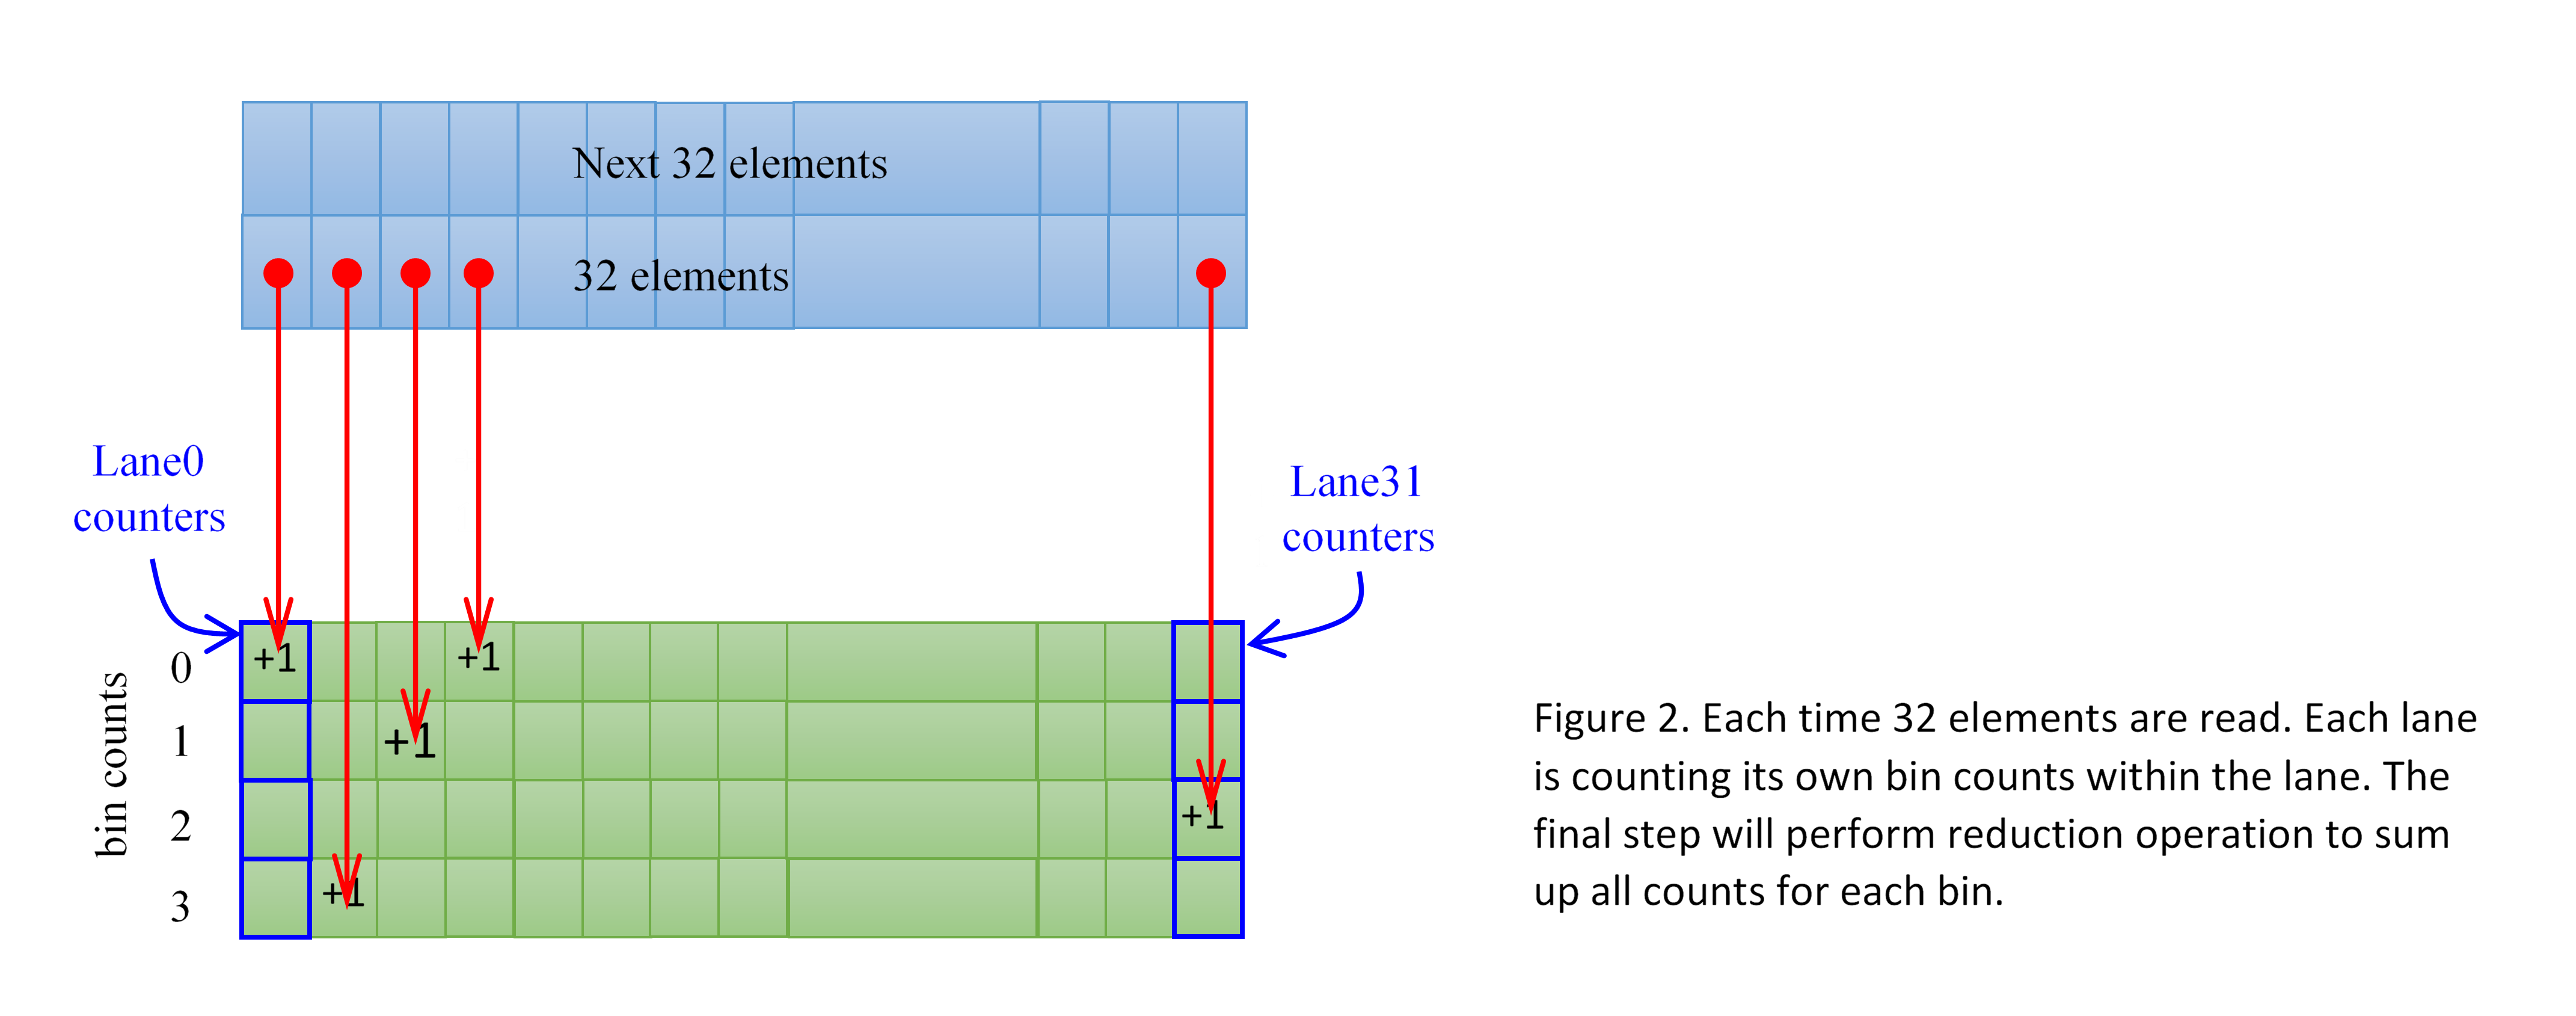 Next 32 elements
32 elements
Lane0
counters
Lane31
counters
bin counts
0
+1
+1
1
+1
2
+1
3
+1
Figure 2. Each time 32 elements are read. Each lane
is counting its own bin counts within the lane. The
final step will perform reduction operation to sum
up all counts for each bin.